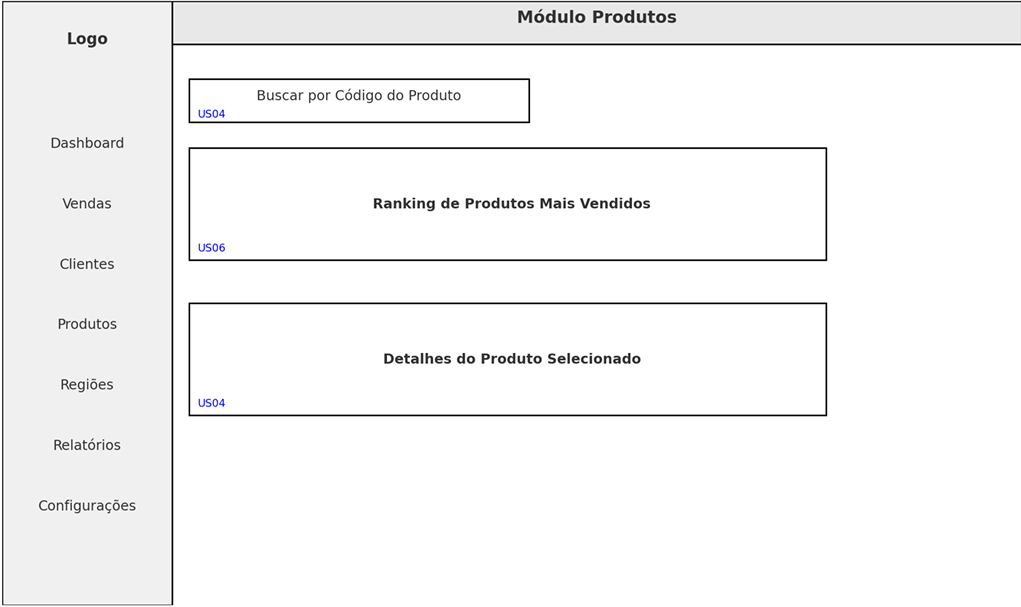 Logo
Dashboard
Vendas
Clientes
Produtos
Regiões
Relatórios
Configurações
Módulo Produtos
Buscar por Código do Produto
US04
Ranking de Produtos Mais Vendidos
US06
Detalhes do Produto Selecionado
US04